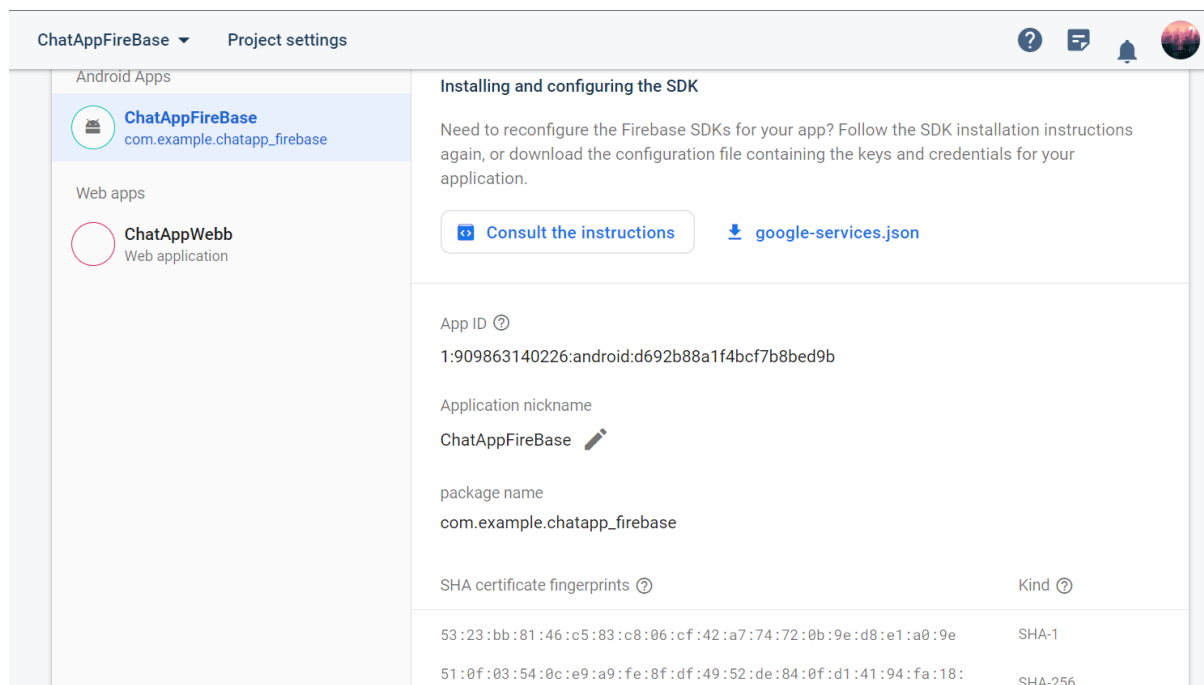 ChatAppFireBase Project settings
Android Apps
ChatAppFireBase
com.example.chatapp_firebase
Web apps
ChatAppWebb
Web application
Installing and configuring the SDK
Need to reconfigure the Firebase SDKs for your app? Follow the SDK installation instructions
again, or download the configuration file containing the keys and credentials for your
application.
Consult the instructions google-services.json
App ID
1:909863140226:android:d692b88a1f4bcf7b8bed9b
Application nickname
ChatAppFireBase
package name
com.example.chatapp_firebase
SHA certificate fingerprints Kind
53:23:bb:81:46:c5:83:c8:06:cf:42:a7:74:72:0b:9e:d8:e1:a0:9e SHA-1
51:0f:03:54:0c:e9:a9:fe:8f:df:49:52:de:84:0f:d1:41:94:fa:18: SHA-256